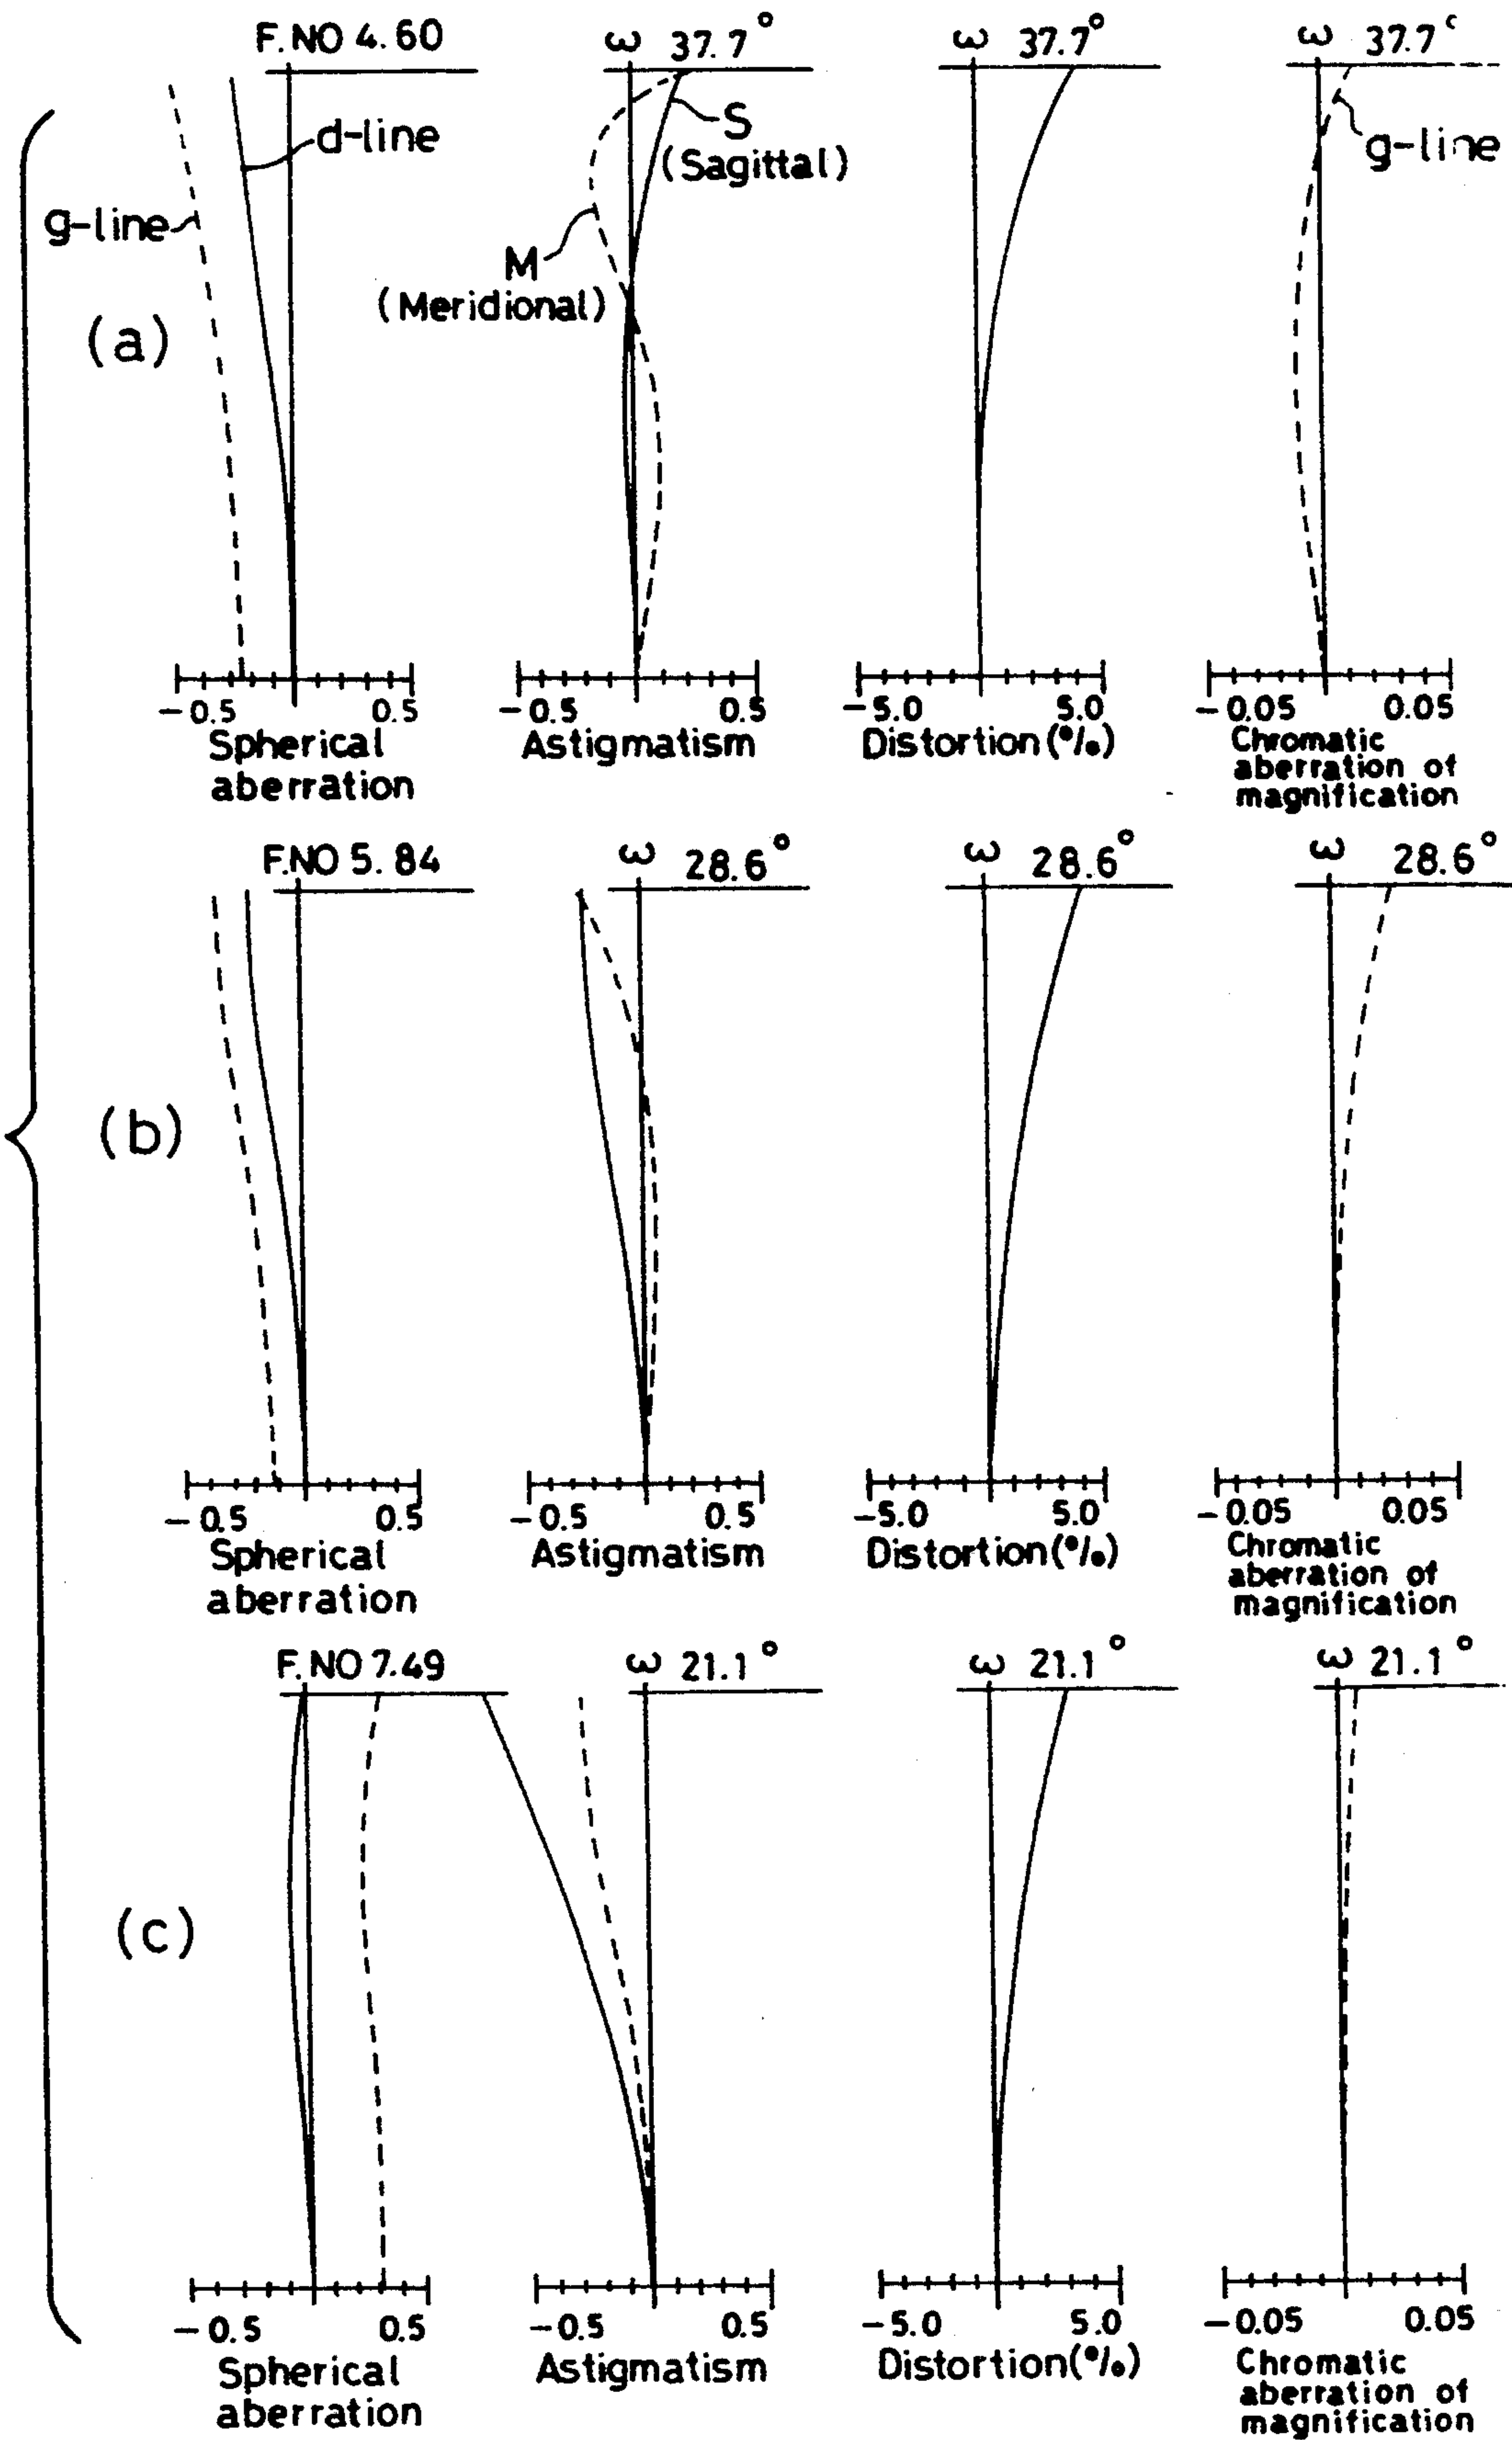 F.NO 4.60
ω 37.7°
ω 37.7°
ω 37.7°
d-line
g-line
S
(Sagittal)
M
(Meridional)
g-line
(a)
-0.5 0.5
Spherical
aberration
-0.5 0.5
Astigmatism
-5.0 5.0
Distortion(%)
-0.05 0.05
Chromatic
aberration of
magnification
F.NO 5.84
ω 28.6°
ω 28.6°
ω 28.6°
(b)
-0.5 0.5
Spherical
aberration
-0.5 0.5
Astigmatism
-5.0 5.0
Distortion(%)
-0.05 0.05
Chromatic
aberration of
magnification
F.NO 7.49
ω 21.1°
ω 21.1°
ω 21.1°
(c)
-0.5 0.5
Spherical
aberration
-0.5 0.5
Astigmatism
-5.0 5.0
Distortion(%)
-0.05 0.05
Chromatic
aberration of
magnification